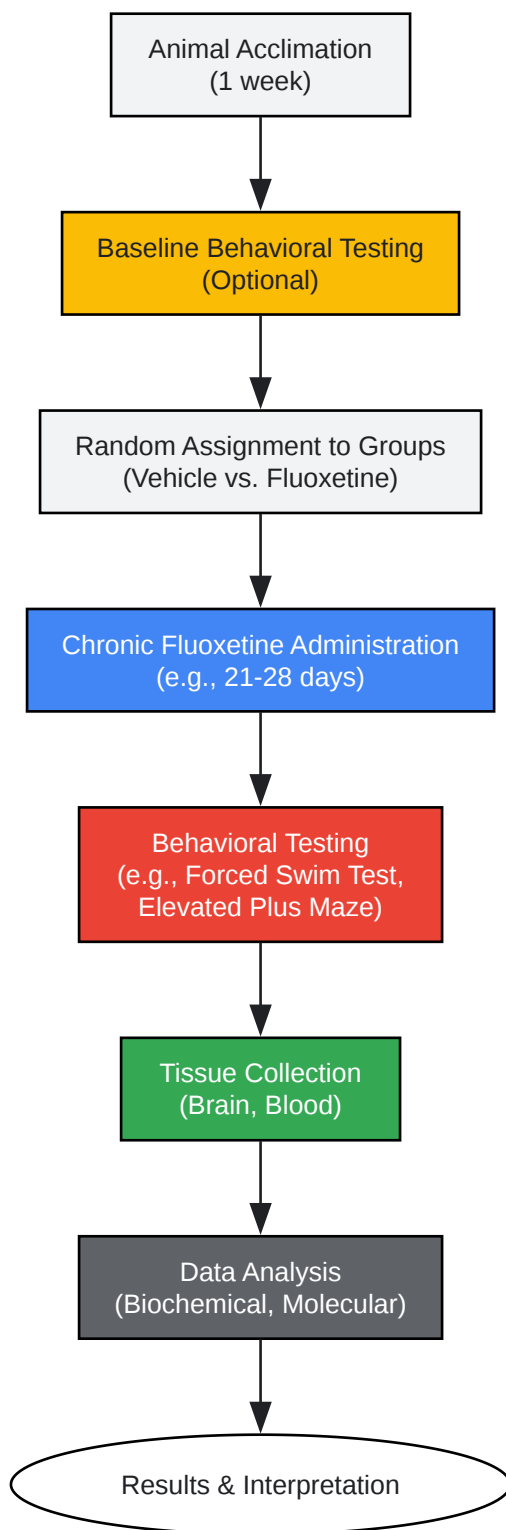 Animal Acclimation
(1 week)
Baseline Behavioral Testing
(Optional)
Random Assignment to Groups
(Vehicle vs. Fluoxetine)
Chronic Fluoxetine Administration
(e.g., 21-28 days)
Behavioral Testing
(e.g., Forced Swim Test,
Elevated Plus Maze)
Tissue Collection
(Brain, Blood)
Data Analysis
(Biochemical, Molecular)
Results & Interpretation